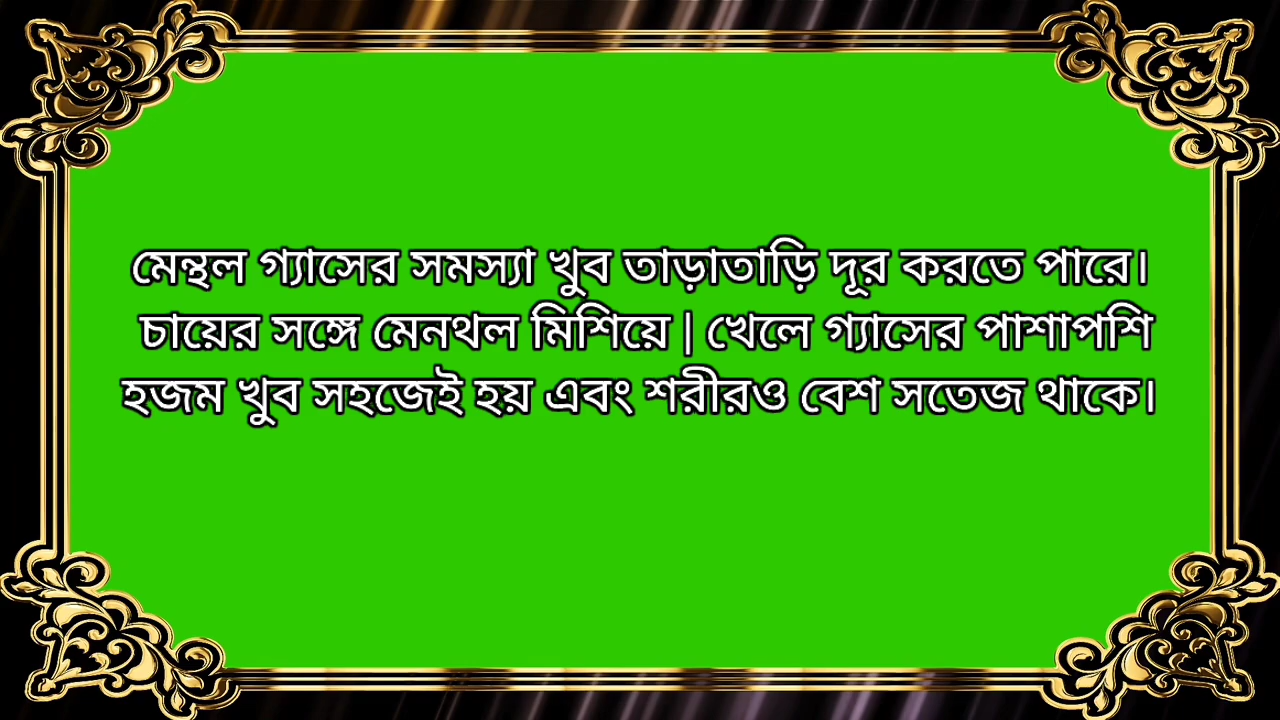 মেন্থল গ্যাসের সমস্যা খুব তাড়াতাড়ি দূর করতে পারে।
চায়ের সঙ্গে মেনথল মিশিয়ে | খেলে গ্যাসের পাশাপশি
হজম খুব সহজেই হয় এবং শরীরও বেশ সতেজ থাকে।